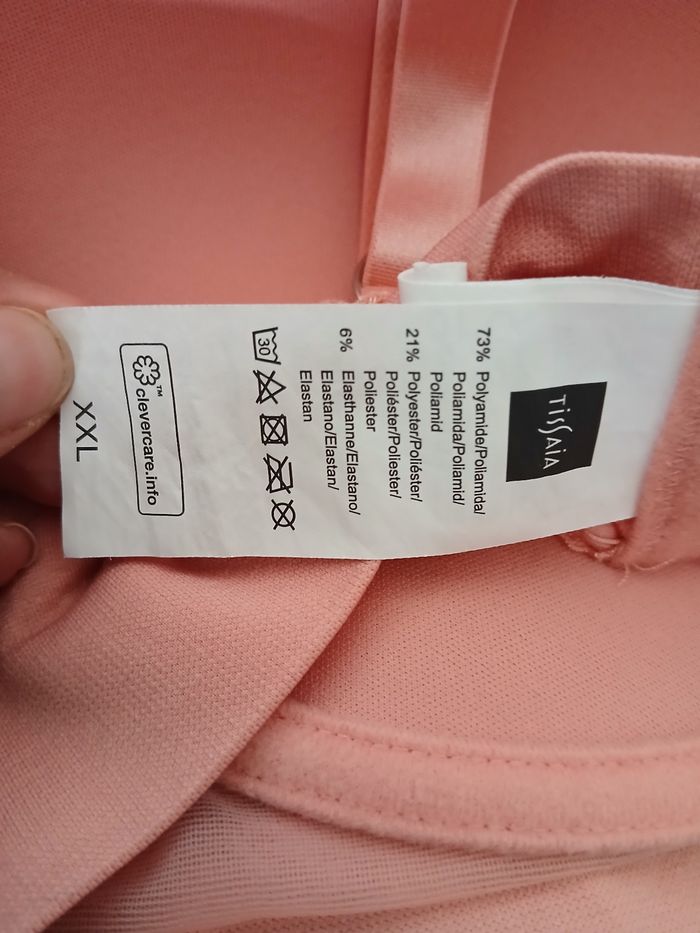 TiSSAiA
73% Polyamide/Poliamida/
Poliamida/Poliamid/
Poliamid
21% Polyester/Poliéster/
Poliéster/Poliester/
Poliester
6% Elasthanne/Elastano/
Elastano/Elastan/
Elastan
30
™
clevercare.info
XXL